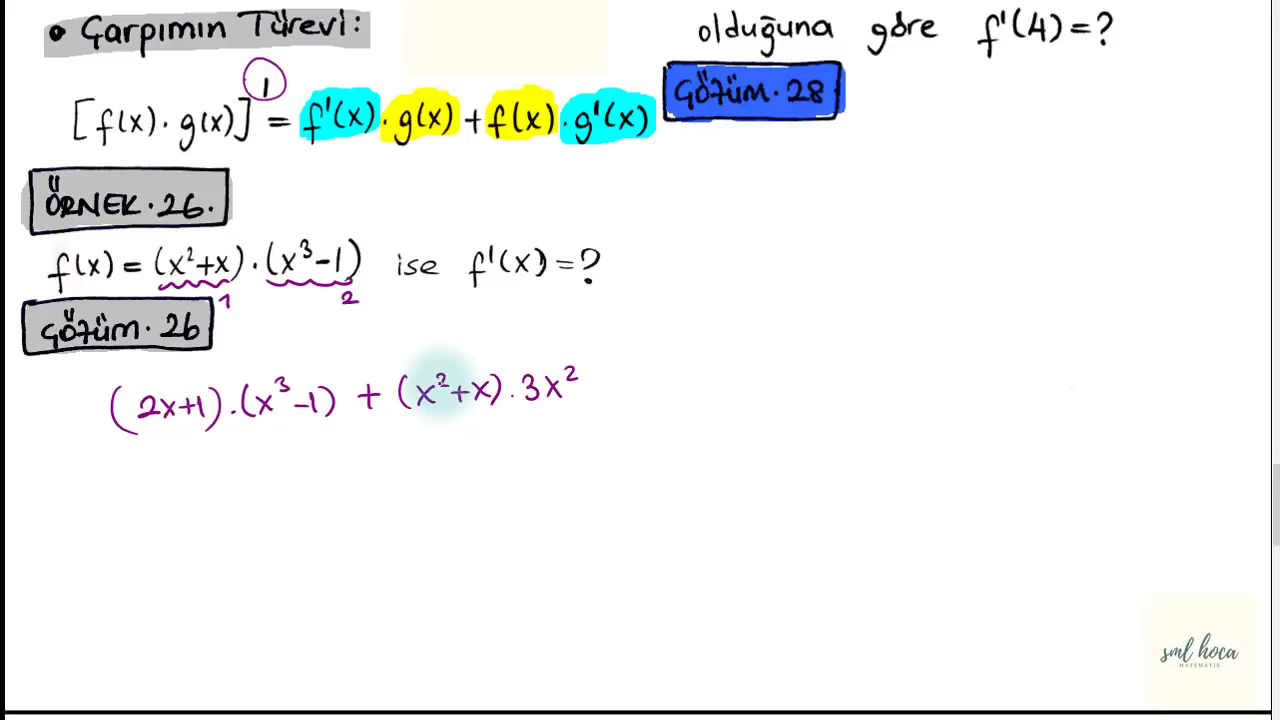 • Çarpımın Türevi:
[f(x)·g(x)]' = f'(x)·g(x) + f(x)·g'(x)
ÖRNEK·26.
f(x) = (x²+x)·(x³-1) ise f'(x)=?
1 2
Çözüm·26
(2x+1)·(x³-1) + (x²+x)·3x²
olduğuna göre f'(4)=?
Çözüm·28
sml hoca
MATEMATİK